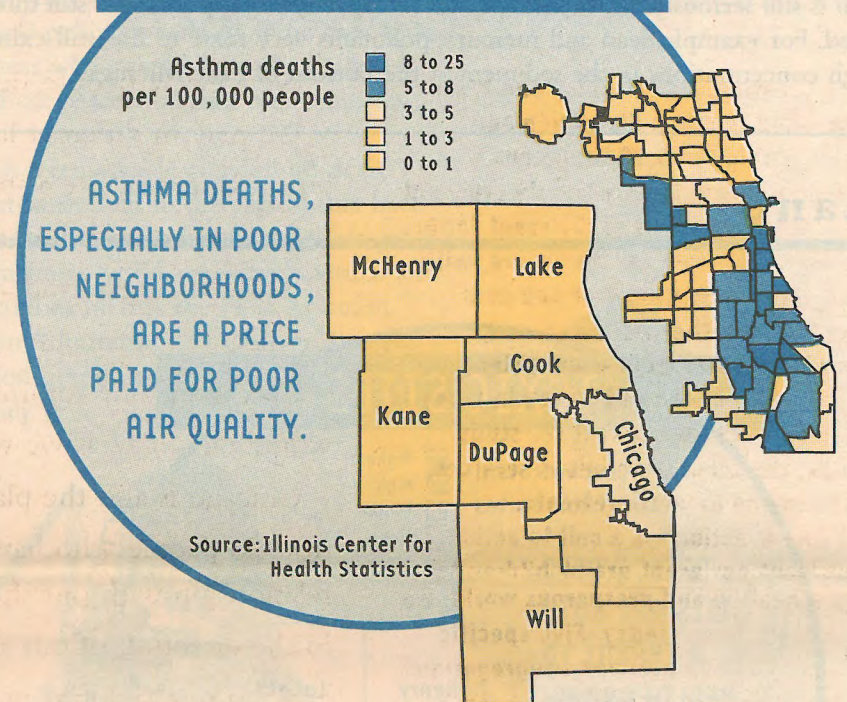 Asthma deaths
per 100,000 people
8 to 25
5 to 8
3 to 5
1 to 3
0 to 1
ASTHMA DEATHS,
ESPECIALLY IN POOR
NEIGHBORHOODS,
ARE A PRICE
PAID FOR POOR
AIR QUALITY.
McHenry
Lake
Cook
Kane
DuPage
Chicago
Will
Source:Illinois Center for
Health Statistics